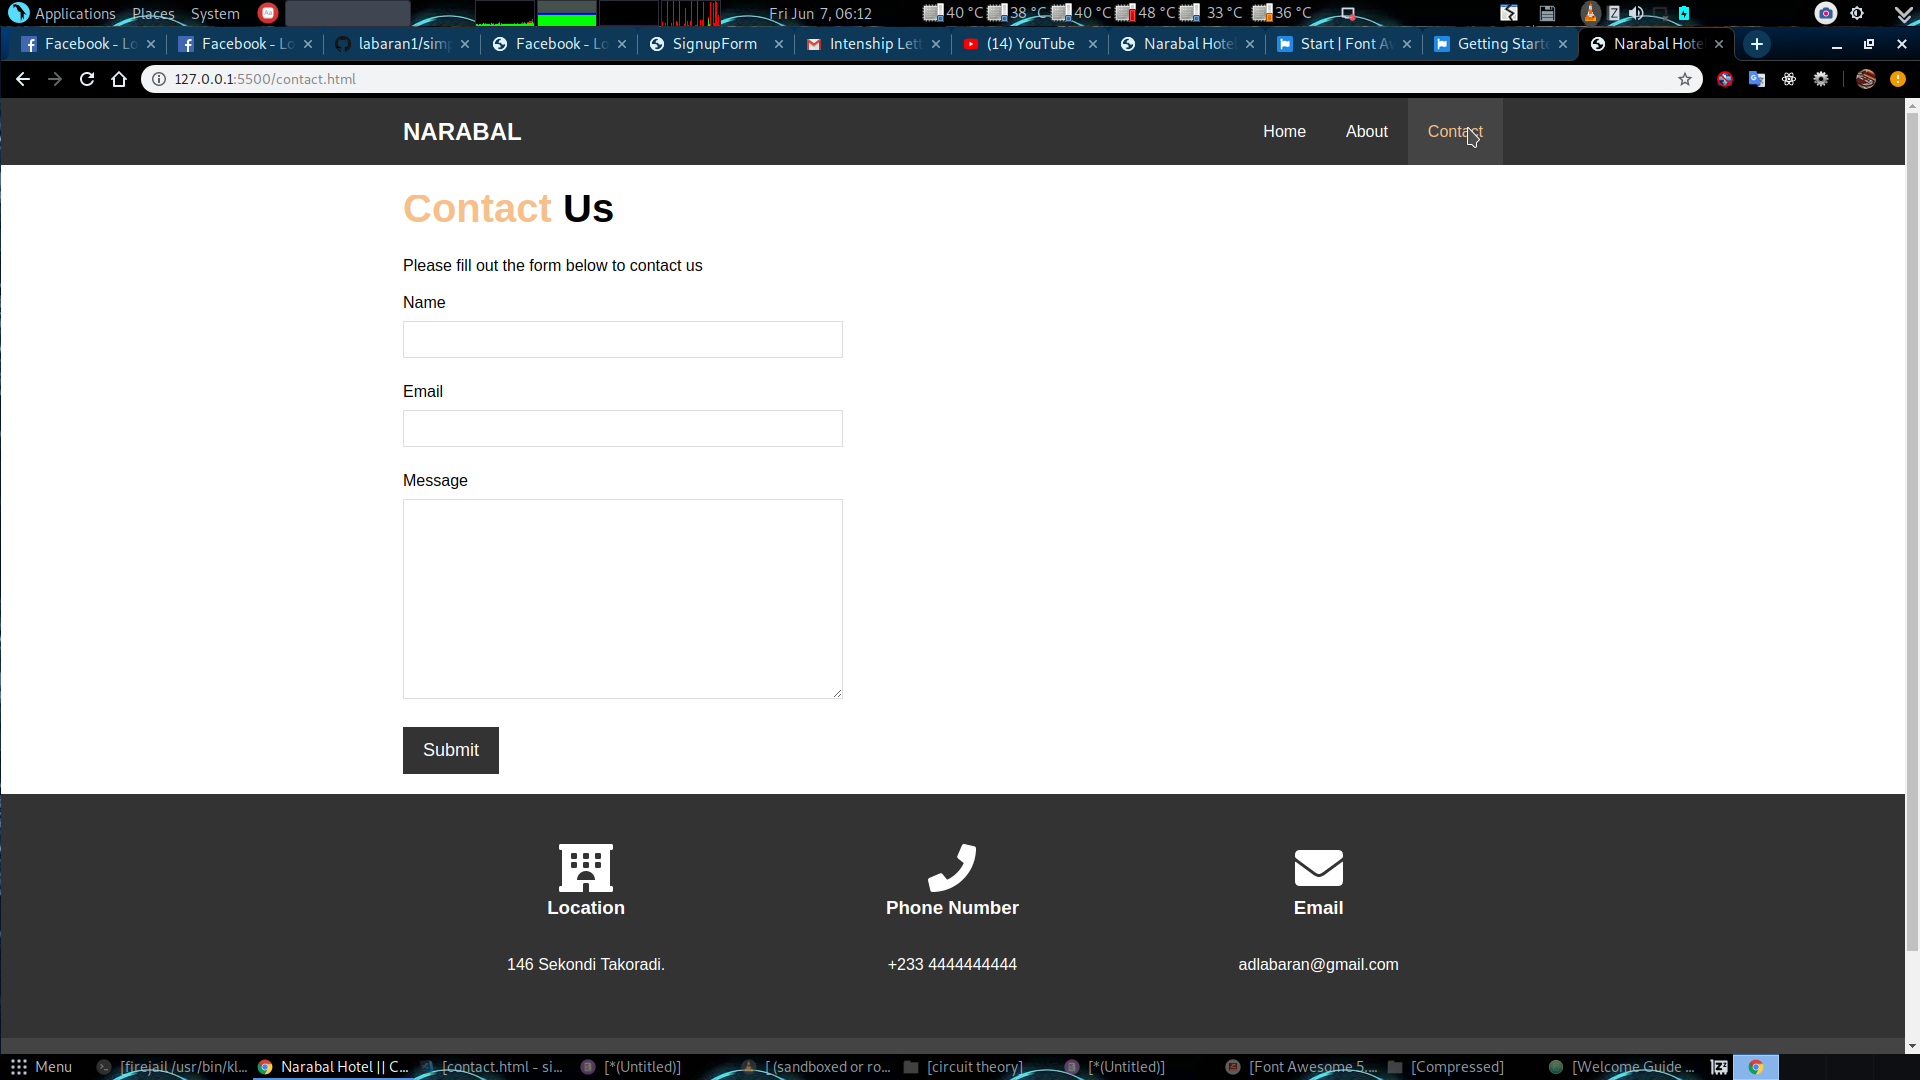 Applications Places System Fri Jun 7, 06:12 40 °C 38 °C 40 °C 48 °C 33 °C 36 °C
Facebook - Lo Facebook - Lo labaran1/simp Facebook - Lo SignupForm Intenship Lett (14) YouTube Narabal Hote Start | Font A Getting Starte Narabal Hote
127.0.0.1:5500/contact.html
NARABAL Home About Contact
Contact Us
Please fill out the form below to contact us
Name
Email
Message
Submit
Location Phone Number Email
146 Sekondi Takoradi. +233 4444444444 adlabaran@gmail.com
Menu [firejail /usr/bin/kl... Narabal Hotel || C... [contact.html - si... [*(Untitled)] [ (sandboxed or ro... [circuit theory] [*(Untitled)] [Font Awesome 5.... [Compressed] [Welcome Guide ...